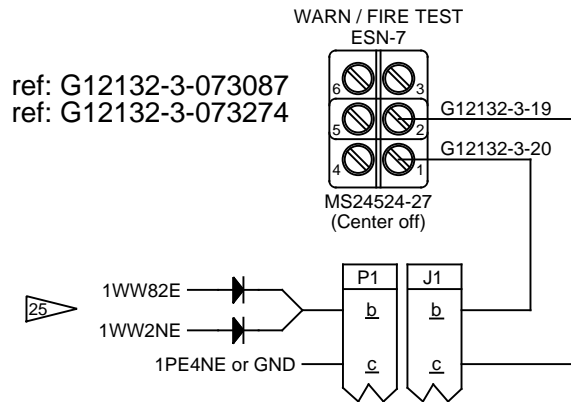 WARN / FIRE TEST
ESN-7
ref: G12132-3-073087
ref: G12132-3-073274
6 3
5 2
4 1
G12132-3-19
G12132-3-20
MS24524-27
(Center off)
P1 J1
25
1WW82E
b b
1WW2NE
1PE4NE or GND
c c